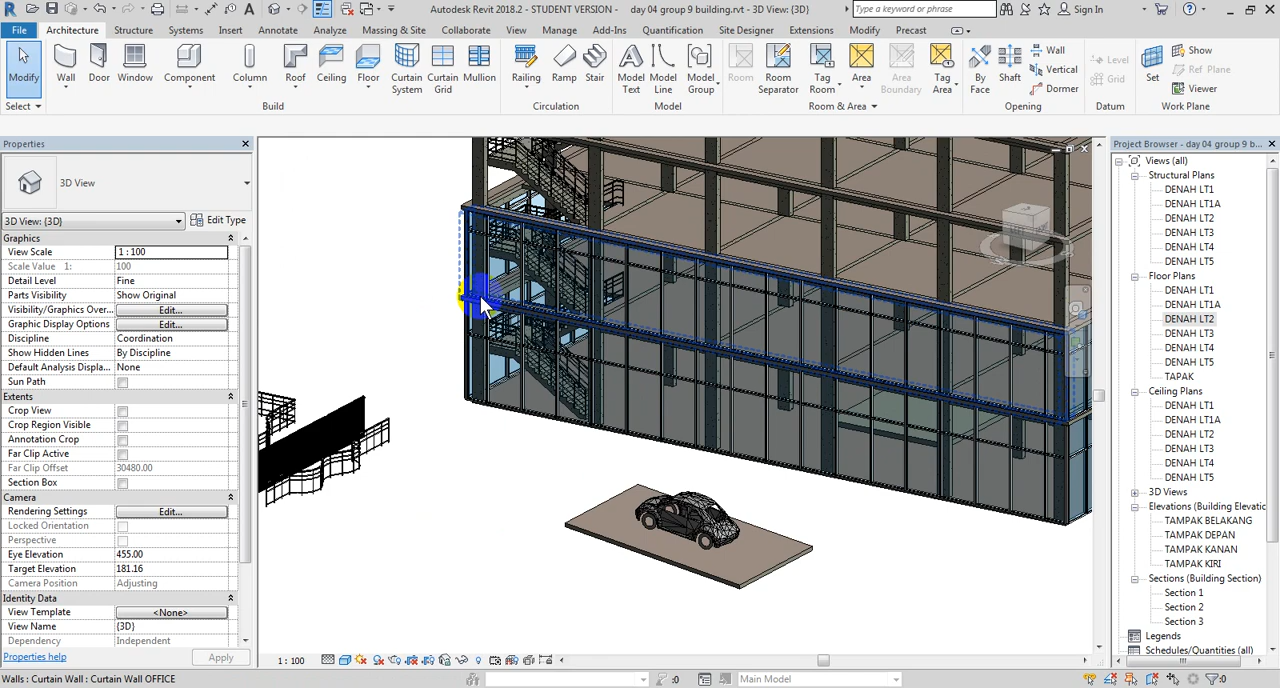 Autodesk Revit 2018.2 - STUDENT VERSION - day 04 group 9 building.rvt - 3D View: {3D}
Type a keyword or phrase
Sign In
File Architecture Structure Systems Insert Annotate Analyze Massing & Site Collaborate View Manage Add-Ins Quantification Site Designer Extensions Modify Precast
Modify Wall Door Window Component Column Roof Ceiling Floor Curtain System Curtain Grid Mullion Railing Ramp Stair Model Text Model Line Model Group Room Room Separator Tag Room Area Area Boundary Tag Area By Face Shaft Wall Vertical Dormer Level Grid Set Show Ref Plane Viewer
Select Build Circulation Model Room & Area Opening Datum Work Plane
Properties
3D View
3D View: {3D} Edit Type
Graphics
View Scale 1 : 100
Scale Value 1: 100
Detail Level Fine
Parts Visibility Show Original
Visibility/Graphics Over... Edit...
Graphic Display Options Edit...
Discipline Coordination
Show Hidden Lines By Discipline
Default Analysis Displa... None
Sun Path
Extents
Crop View
Crop Region Visible
Annotation Crop
Far Clip Active
Far Clip Offset 30480.00
Section Box
Camera
Rendering Settings Edit...
Locked Orientation
Perspective
Eye Elevation 455.00
Target Elevation 181.16
Camera Position Adjusting
Identity Data
View Template <None>
View Name {3D}
Dependency Independent
Properties help Apply
1 : 100
Project Browser - day 04 group 9 b...
Views (all)
Structural Plans
DENAH LT1
DENAH LT1A
DENAH LT2
DENAH LT3
DENAH LT4
DENAH LT5
Floor Plans
DENAH LT1
DENAH LT1A
DENAH LT2
DENAH LT3
DENAH LT4
DENAH LT5
TAPAK
Ceiling Plans
DENAH LT1
DENAH LT1A
DENAH LT2
DENAH LT3
DENAH LT4
DENAH LT5
3D Views
Elevations (Building Elevatio
TAMPAK BELAKANG
TAMPAK DEPAN
TAMPAK KANAN
TAMPAK KIRI
Sections (Building Section)
Section 1
Section 2
Section 3
Legends
Schedules/Quantities (all)
Walls : Curtain Wall : Curtain Wall OFFICE
:0
Main Model
:0